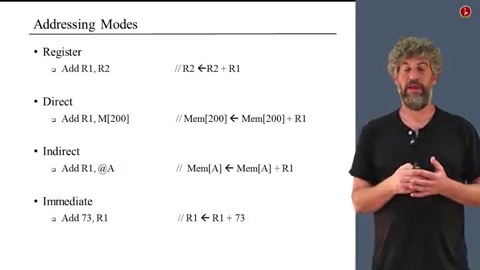 Addressing Modes
• Register
❑ Add R1, R2 // R2 ←R2 + R1
• Direct
❑ Add R1, M[200] // Mem[200] ← Mem[200] + R1
• Indirect
❑ Add R1, @A // Mem[A] ← Mem[A] + R1
• Immediate
❑ Add 73, R1 // R1 ← R1 + 73